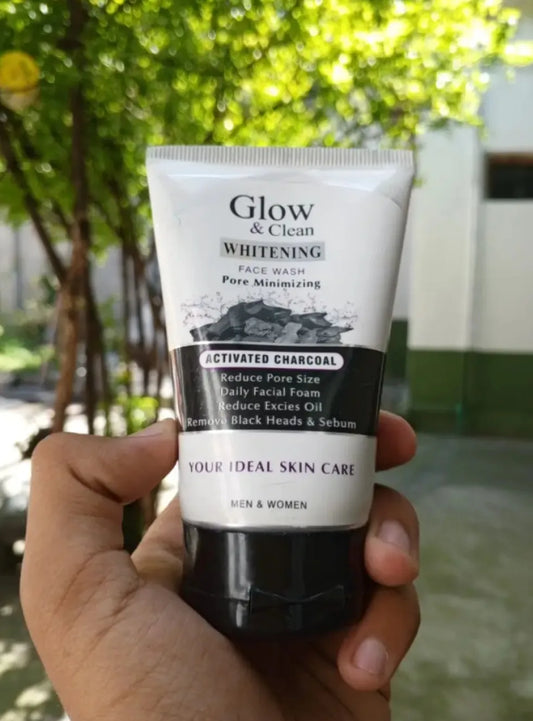 Glow
& Clean
WHITENING
FACE WASH
Pore Minimizing
ACTIVATED CHARCOAL
Reduce Pore Size
Daily Facial Foam
Reduce Excies Oil
Remove Black Heads & Sebum
YOUR IDEAL SKIN CARE
MEN & WOMEN